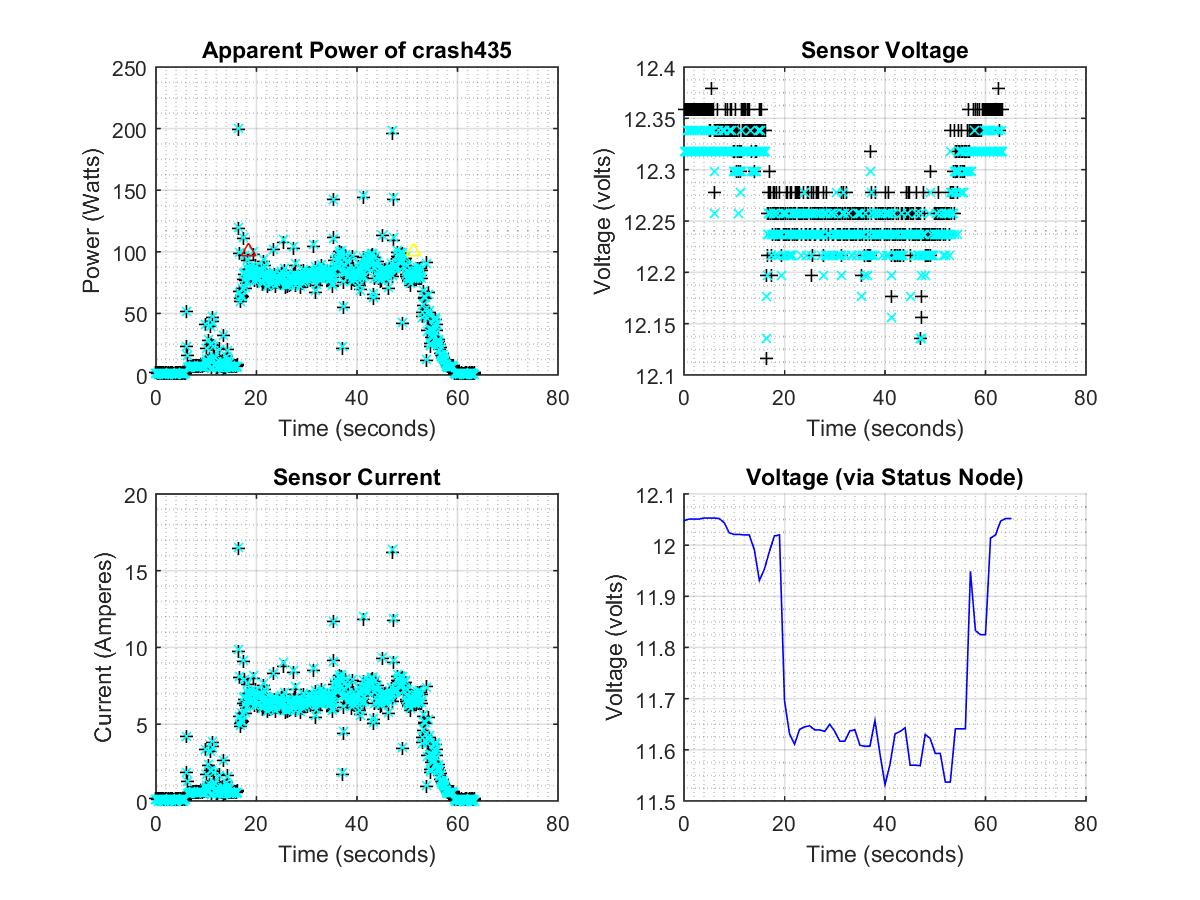 Apparent Power of crash435
250
200
150
100
50
0
Power (Watts)
0 20 40 60 80
Time (seconds)
Sensor Voltage
12.4
12.35
12.3
12.25
12.2
12.15
12.1
Voltage (volts)
0 20 40 60 80
Time (seconds)
Sensor Current
20
15
10
5
0
Current (Amperes)
0 20 40 60 80
Time (seconds)
Voltage (via Status Node)
12.1
12
11.9
11.8
11.7
11.6
11.5
Voltage (volts)
0 20 40 60 80
Time (seconds)